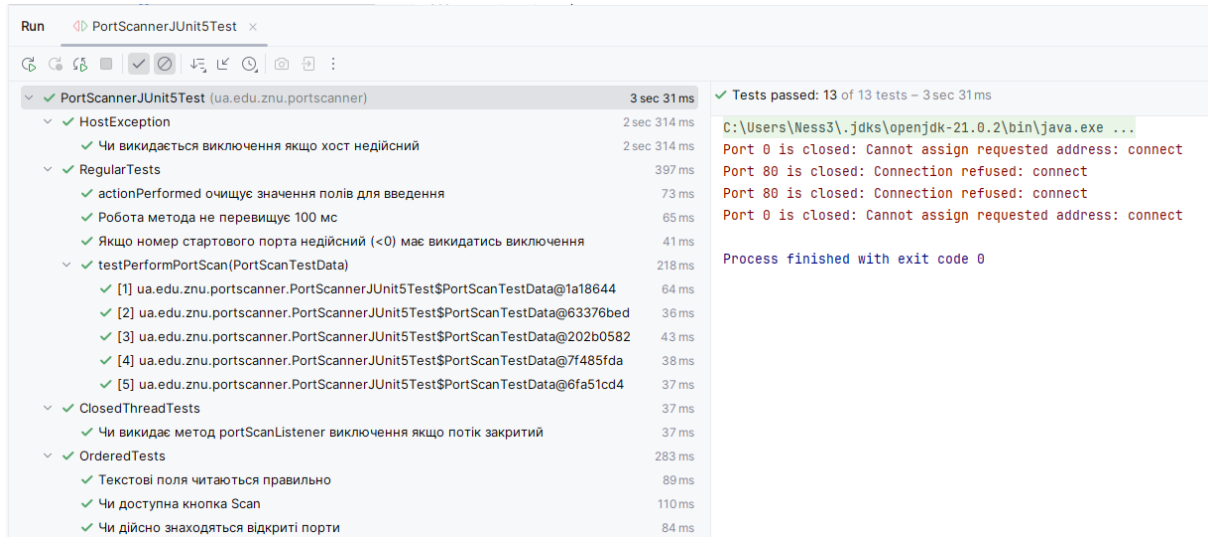 Run PortScannerJUnit5Test ×
PortScannerJUnit5Test (ua.edu.znu.portscanner) 3 sec 31 ms
HostException 2 sec 314 ms
Чи викидається виключення якщо хост недійсний 2 sec 314 ms
RegularTests 397 ms
actionPerformed очищує значення полів для введення 73 ms
Робота метода не перевищує 100 мс 65 ms
Якщо номер стартового порта недійсний (<0) має викидатись виключення 41 ms
testPerformPortScan(PortScanTestData) 218 ms
[1] ua.edu.znu.portscanner.PortScannerJUnit5Test$PortScanTestData@1a18644 64 ms
[2] ua.edu.znu.portscanner.PortScannerJUnit5Test$PortScanTestData@63376bed 36 ms
[3] ua.edu.znu.portscanner.PortScannerJUnit5Test$PortScanTestData@202b0582 43 ms
[4] ua.edu.znu.portscanner.PortScannerJUnit5Test$PortScanTestData@7f485fda 38 ms
[5] ua.edu.znu.portscanner.PortScannerJUnit5Test$PortScanTestData@6fa51cd4 37 ms
ClosedThreadTests 37 ms
Чи викидає метод portScanListener виключення якщо потік закритий 37 ms
OrderedTests 283 ms
Текстові поля читаються правильно 89 ms
Чи доступна кнопка Scan 110 ms
Чи дійсно знаходяться відкриті порти 84 ms
Tests passed: 13 of 13 tests – 3 sec 31 ms
C:\Users\Ness3\.jdks\openjdk-21.0.2\bin\java.exe ...
Port 0 is closed: Cannot assign requested address: connect
Port 80 is closed: Connection refused: connect
Port 80 is closed: Connection refused: connect
Port 0 is closed: Cannot assign requested address: connect
Process finished with exit code 0